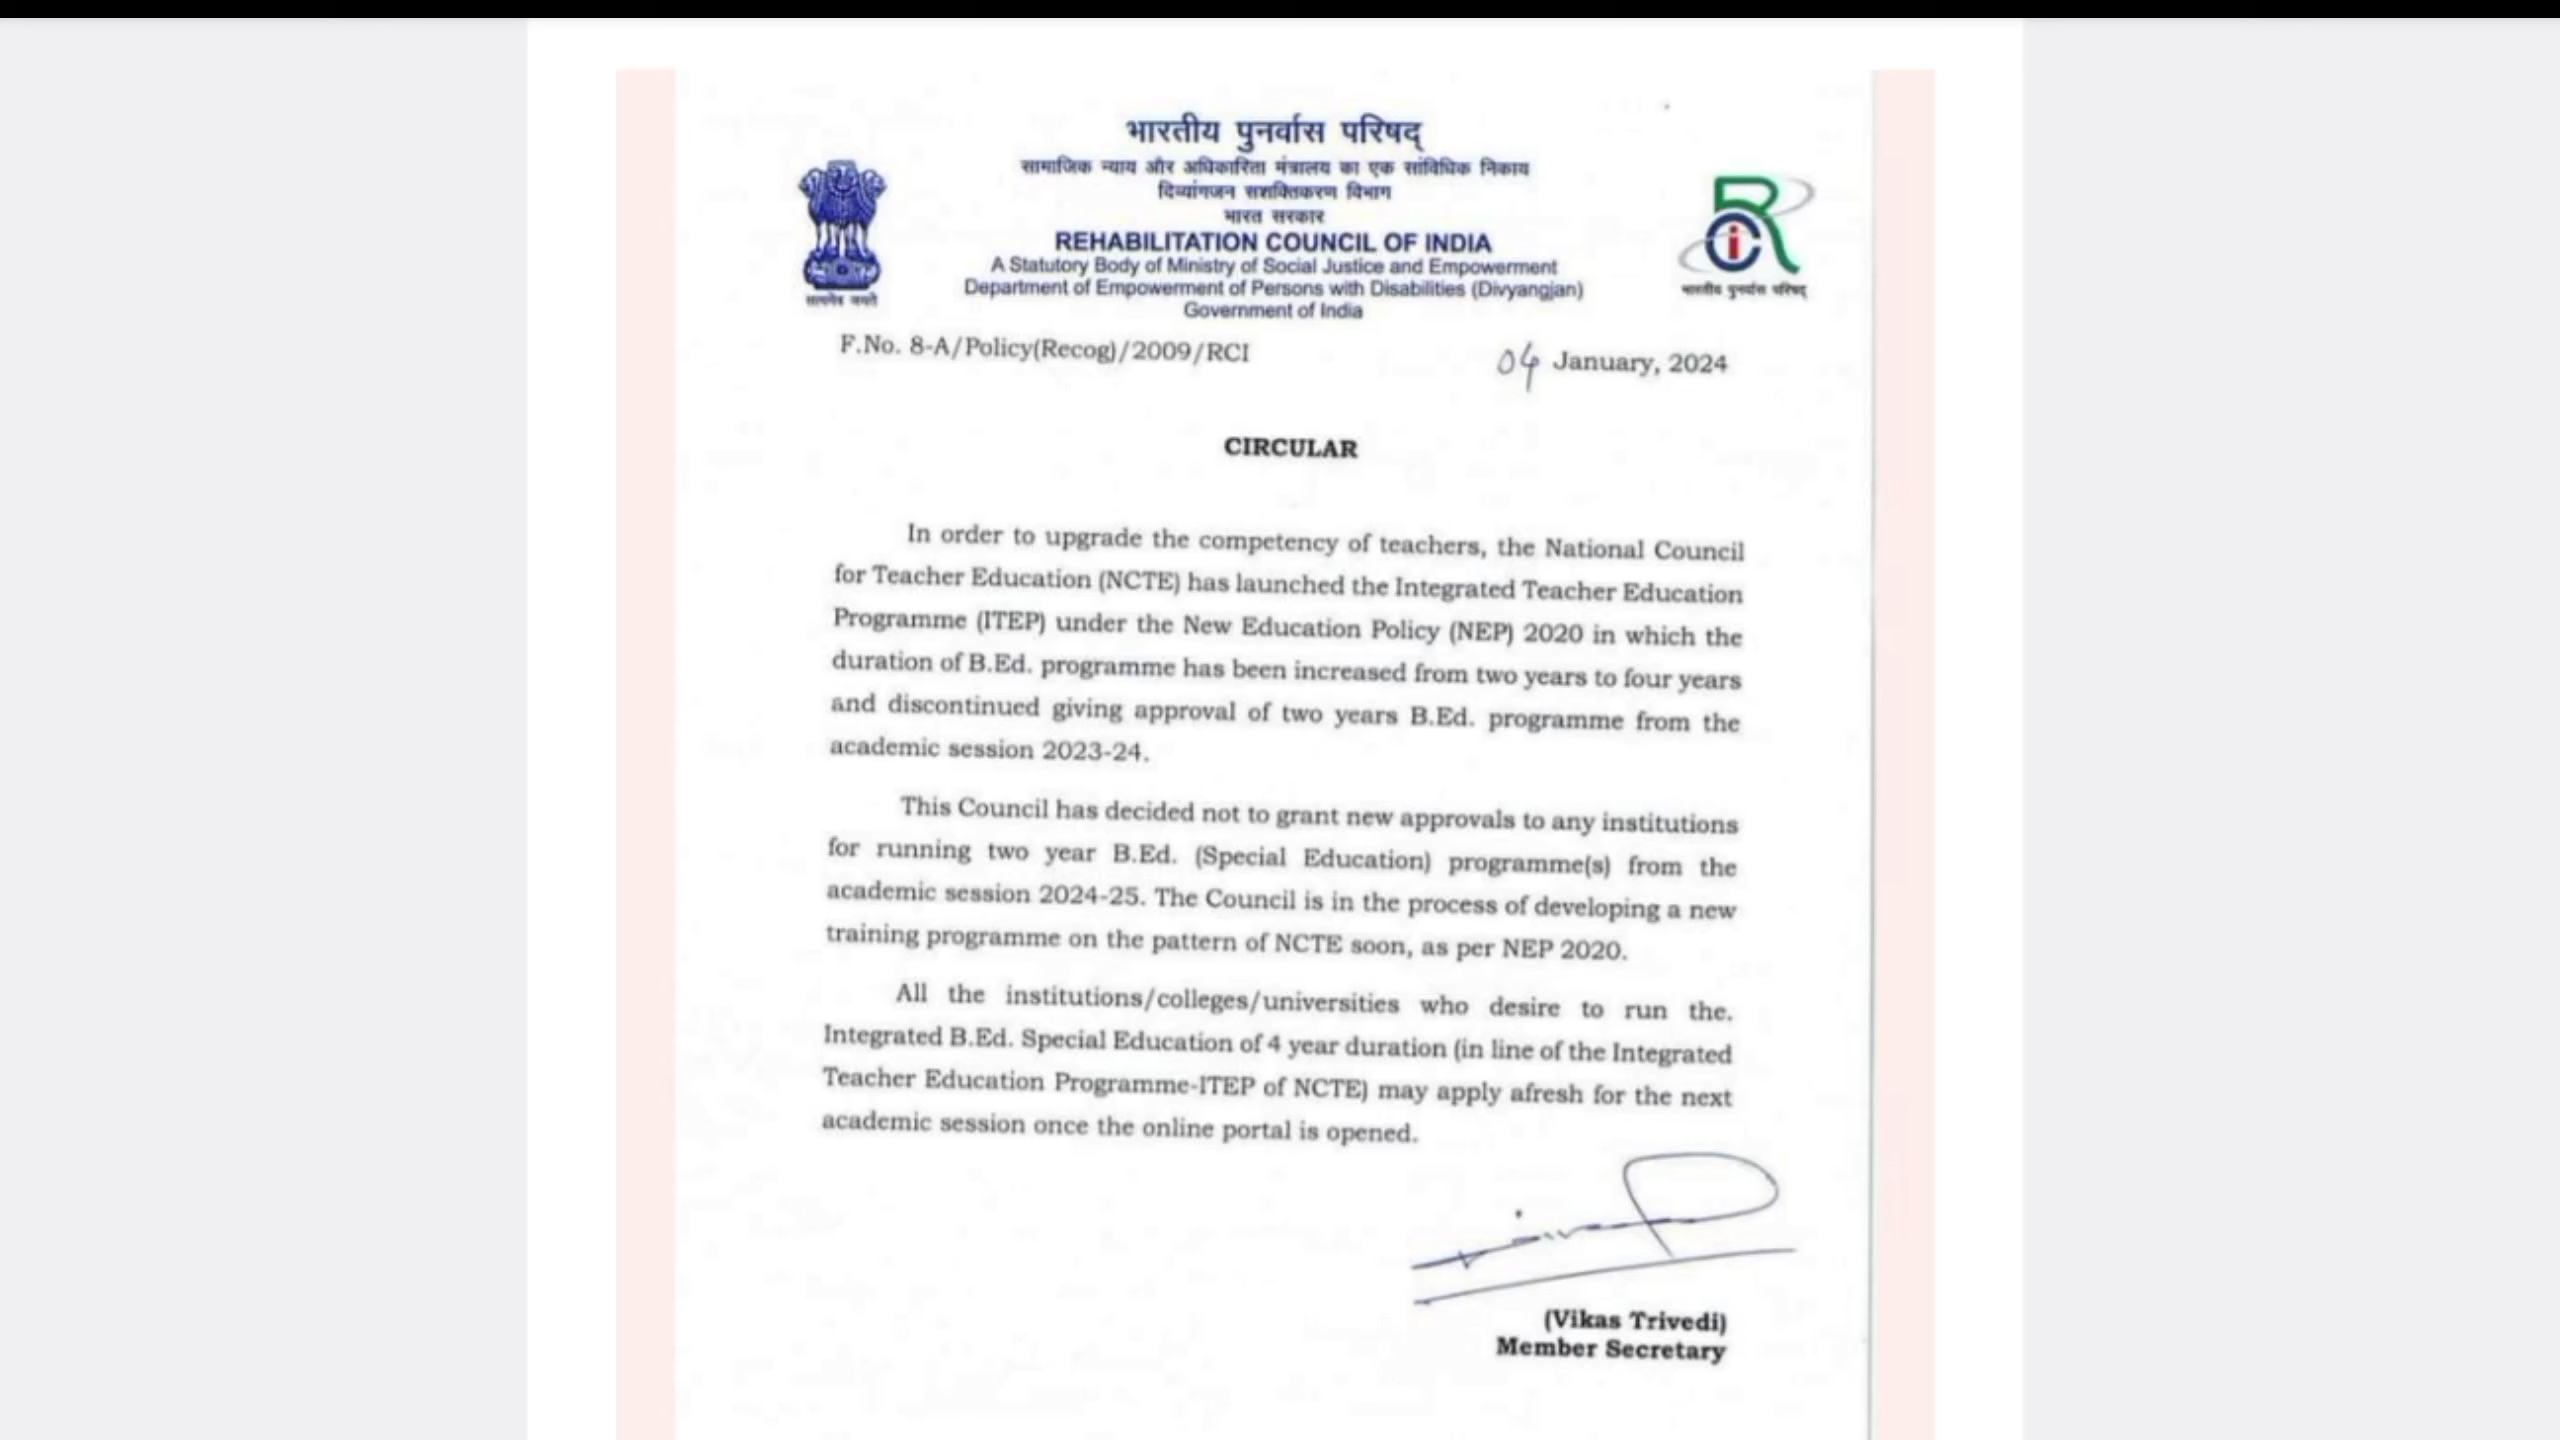 भारतीय पुनर्वास परिषद्
सामाजिक न्याय और अधिकारिता मंत्रालय का एक सांविधिक निकाय
दिव्यांगजन सशक्तिकरण विभाग
भारत सरकार
REHABILITATION COUNCIL OF INDIA
A Statutory Body of Ministry of Social Justice and Empowerment
Department of Empowerment of Persons with Disabilities (Divyangjan)
Government of India
सत्यमेव जयते
RCi
भारतीय पुनर्वास परिषद्
F.No. 8-A/Policy(Recog)/2009/RCI
04 January, 2024
CIRCULAR
In order to upgrade the competency of teachers, the National Council
for Teacher Education (NCTE) has launched the Integrated Teacher Education
Programme (ITEP) under the New Education Policy (NEP) 2020 in which the
duration of B.Ed. programme has been increased from two years to four years
and discontinued giving approval of two years B.Ed. programme from the
academic session 2023-24.
This Council has decided not to grant new approvals to any institutions
for running two year B.Ed. (Special Education) programme(s) from the
academic session 2024-25. The Council is in the process of developing a new
training programme on the pattern of NCTE soon, as per NEP 2020.
All the institutions/colleges/universities who desire to run the.
Integrated B.Ed. Special Education of 4 year duration (in line of the Integrated
Teacher Education Programme-ITEP of NCTE) may apply afresh for the next
academic session once the online portal is opened.
(Vikas Trivedi)
Member Secretary